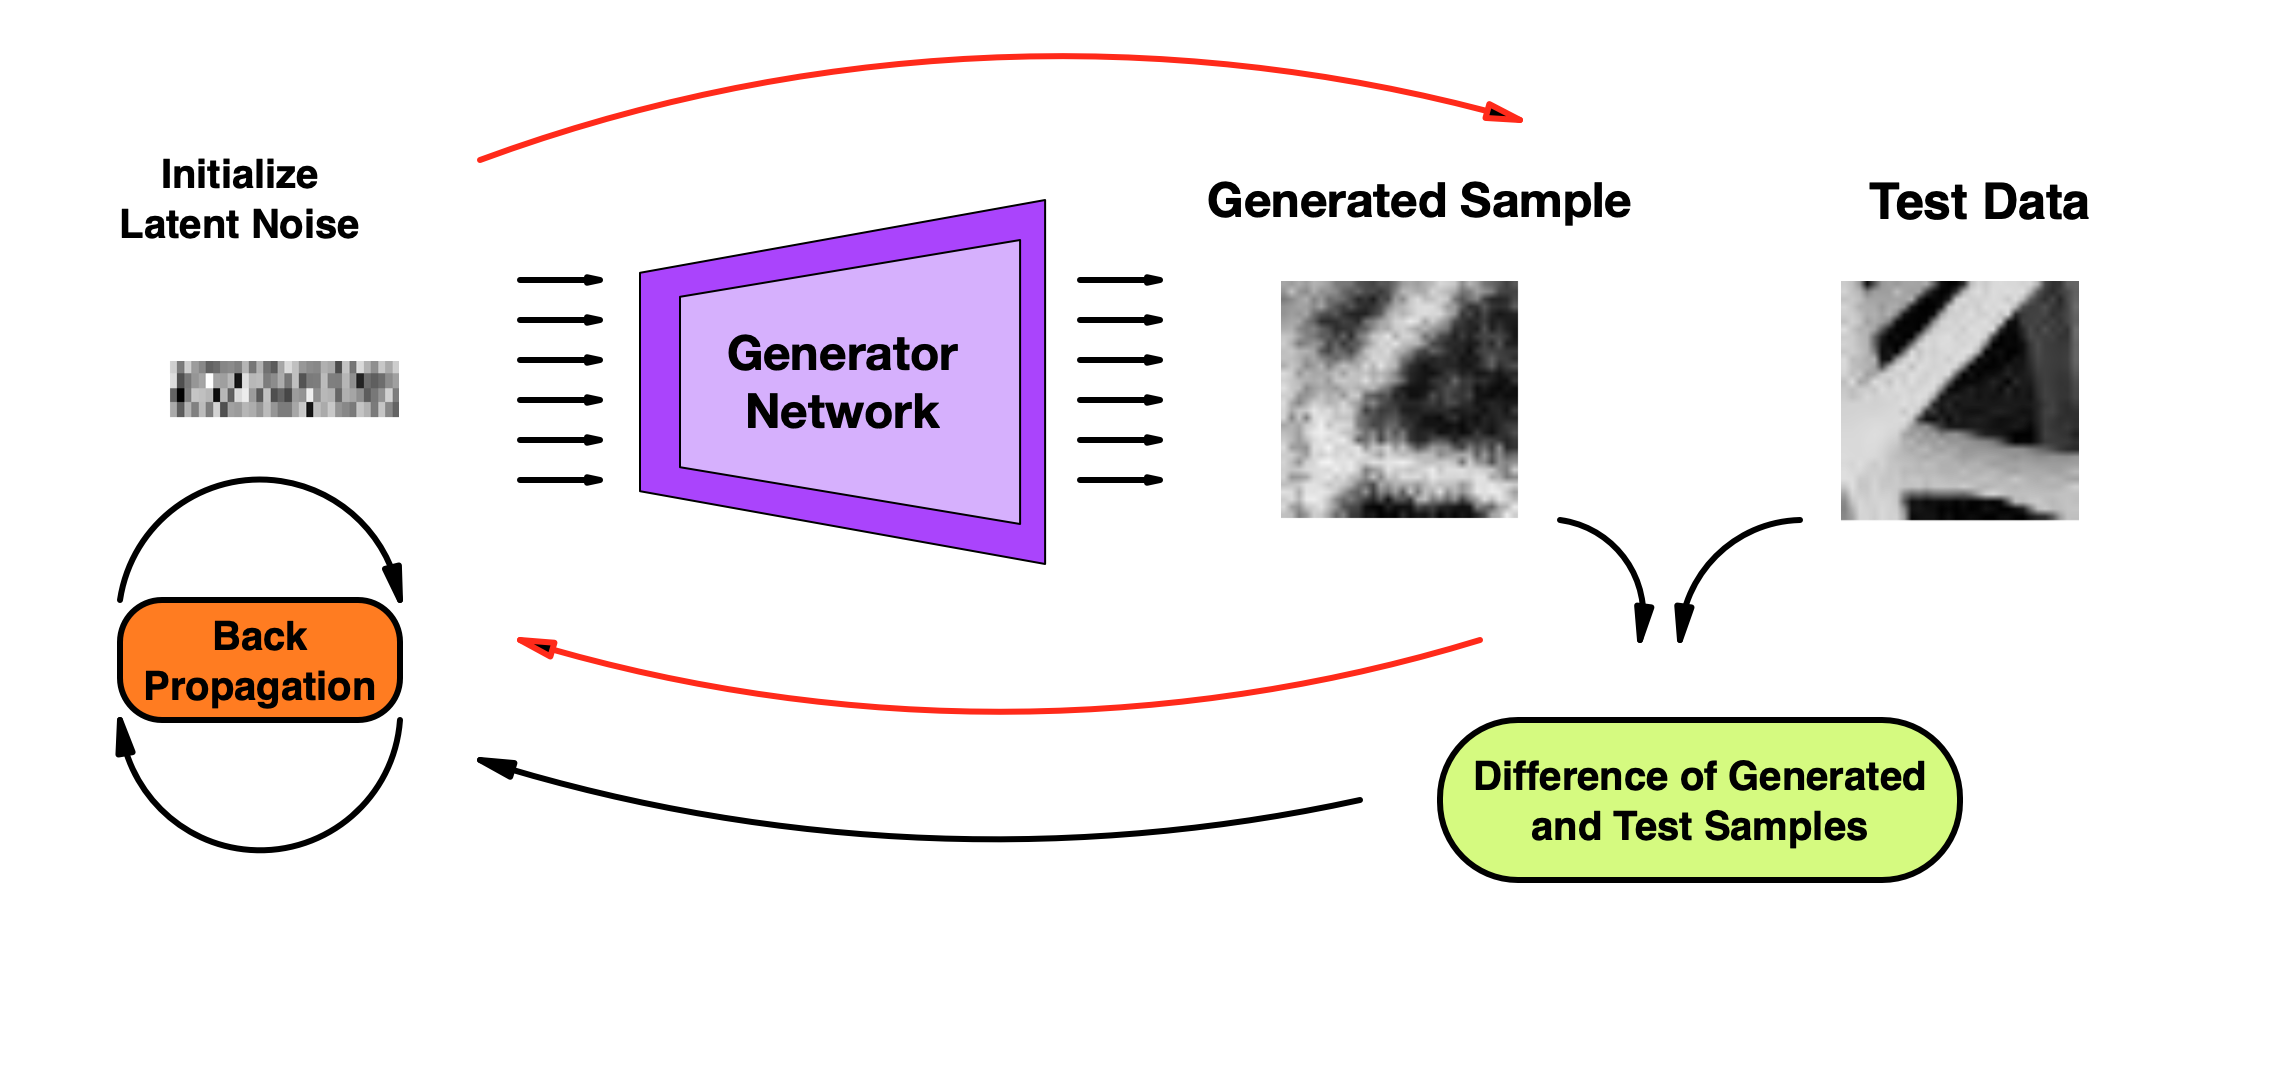 Initialize
Latent Noise
Generator
Network
Generated Sample
Test Data
Back
Propagation
Difference of Generated
and Test Samples